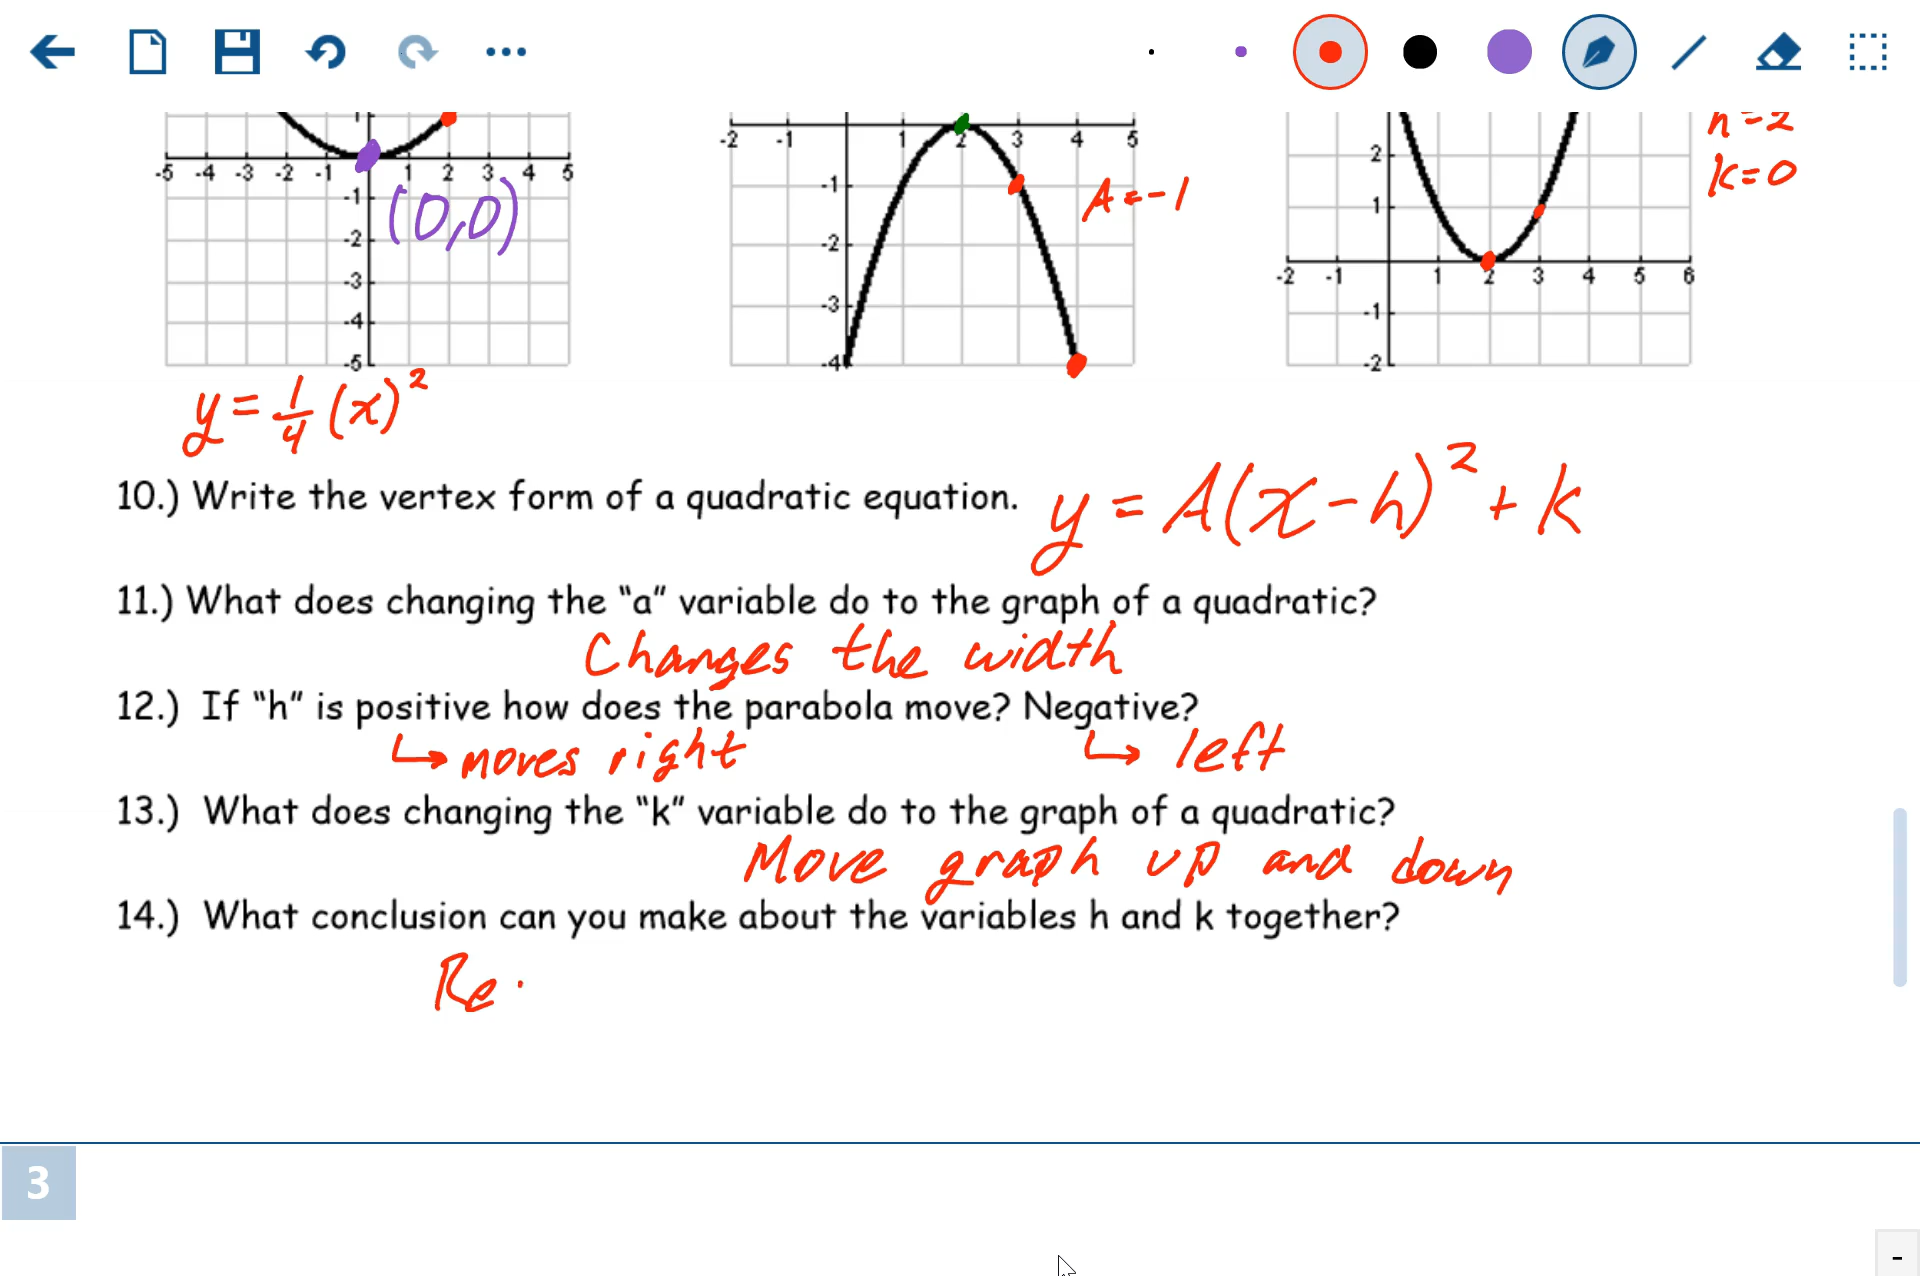 1
-5 -4 -3 -2 -1 1 2 3 4 5
-1
-2
-3
-4
-5
(0,0)
y = 1/4 (x)²
-2 -1 1 2 3 4 5
-1
-2
-3
-4
A = -1
2
1
-2 -1 1 2 3 4 5 6
-1
-2
h = 2
k = 0
10.) Write the vertex form of a quadratic equation. y = A(x-h)² + k
11.) What does changing the “a” variable do to the graph of a quadratic?
Changes the width
12.) If “h” is positive how does the parabola move? Negative?
↳ moves right ↳ left
13.) What does changing the “k” variable do to the graph of a quadratic?
Move graph up and down
14.) What conclusion can you make about the variables h and k together?
Re
3